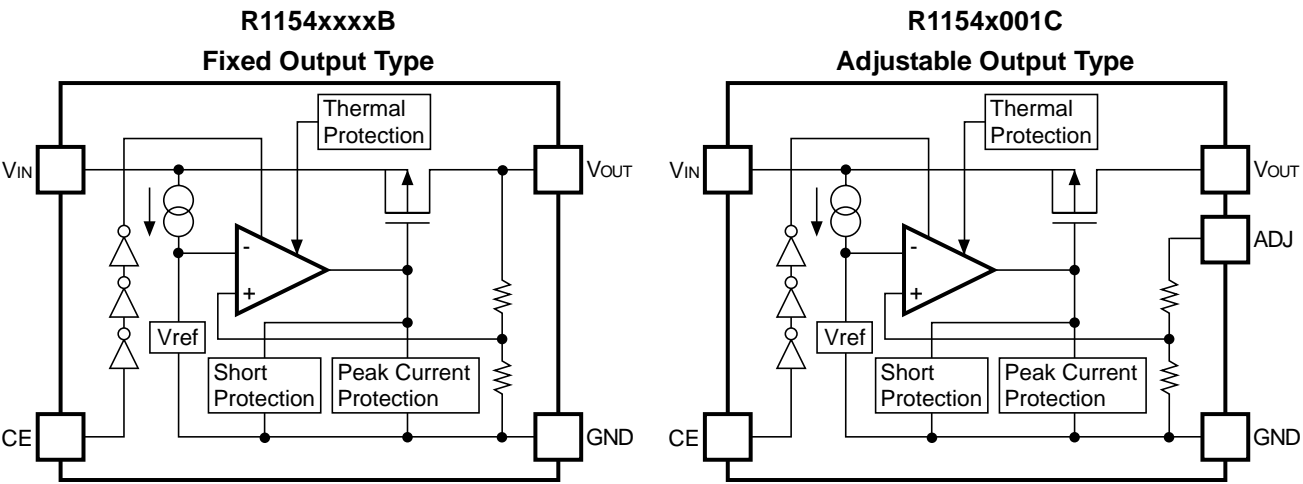 R1154xxxxB
Fixed Output Type
Thermal
Protection
VIN
VOUT
-
+
Vref
Short
Protection
Peak Current
Protection
CE
GND
R1154x001C
Adjustable Output Type
Thermal
Protection
VIN
VOUT
ADJ
-
+
Vref
Short
Protection
Peak Current
Protection
CE
GND